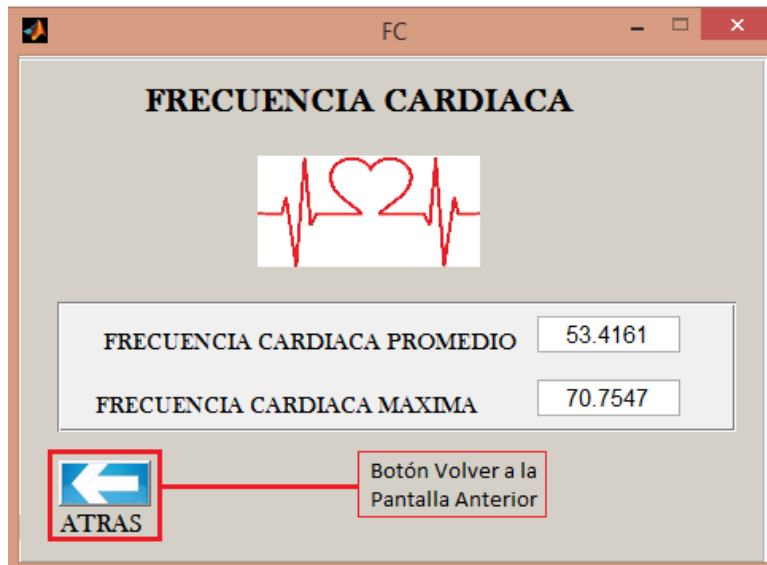 FC
FRECUENCIA CARDIACA
FRECUENCIA CARDIACA PROMEDIO 53.4161
FRECUENCIA CARDIACA MAXIMA 70.7547
Botón Volver a la
Pantalla Anterior
ATRAS